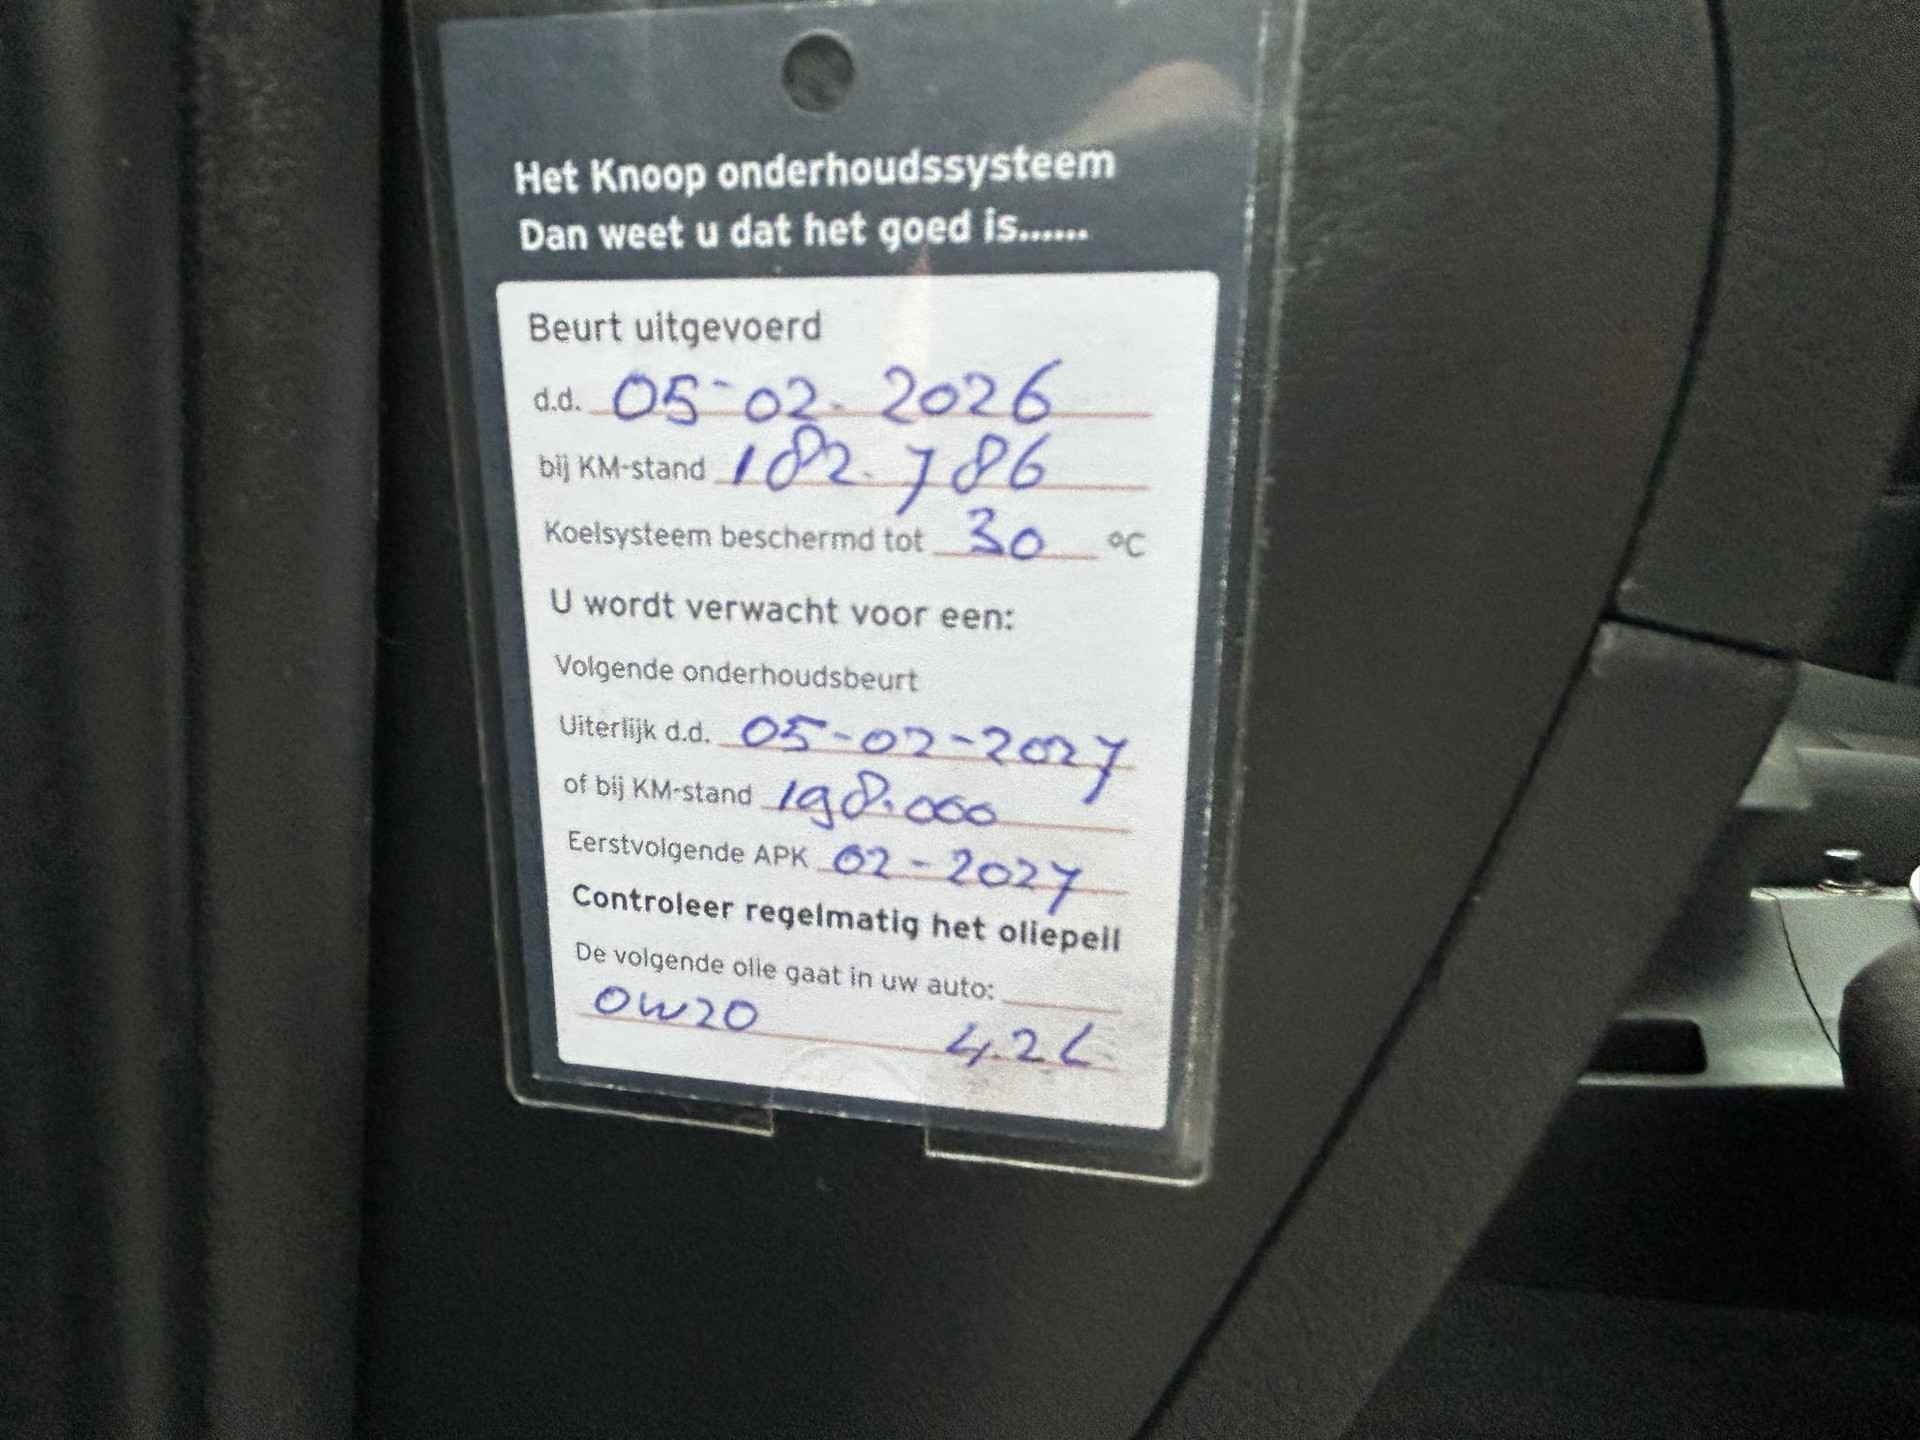 Het Knoop onderhoudssysteem
Dan weet u dat het goed is......
Beurt uitgevoerd
d.d. 05-02-2026
bij KM-stand 182.786
Koelsysteem beschermd tot 30 °C
U wordt verwacht voor een:
Volgende onderhoudsbeurt
Uiterlijk d.d. 05-02-2027
of bij KM-stand 198.000
Eerstvolgende APK 02-2027
Controleer regelmatig het oliepeil
De volgende olie gaat in uw auto:
0W20 4.2L